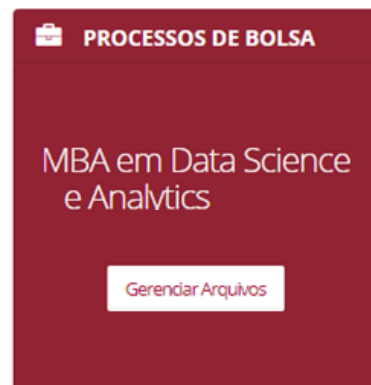 PROCESSOS DE BOLSA
MBA em Data Science
e Analytics
Gerenciar Arquivos